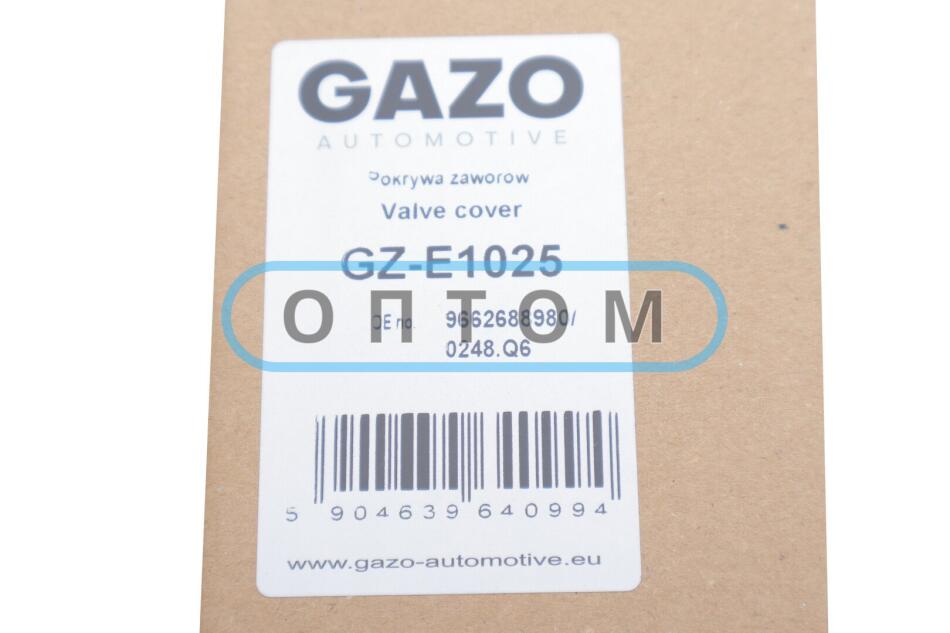 GAZO
AUTOMOTIVE
Pokrywa zaworow
Valve cover
GZ-E1025
ОПТОМ
OE no. 9662688980/
0248.Q6
5 904639 640994
www.gazo-automotive.eu